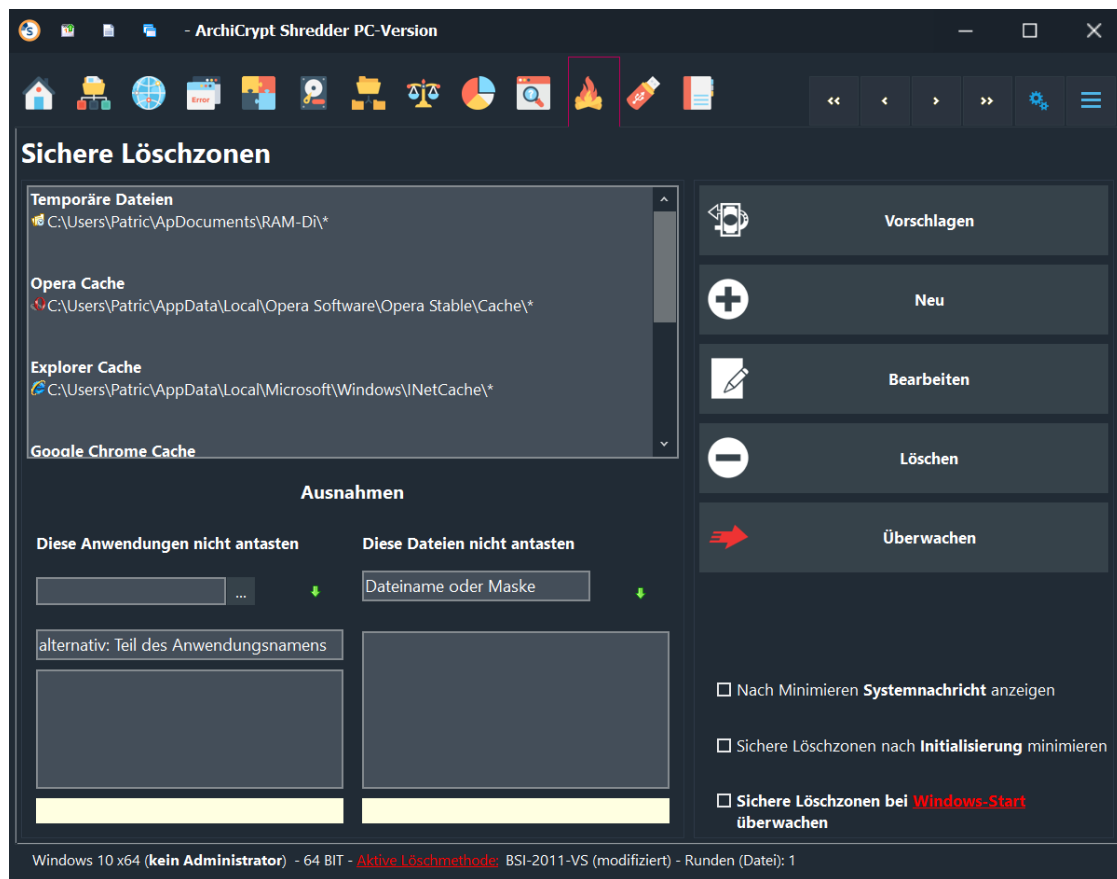 - ArchiCrypt Shredder PC-Version
Error
Sichere Löschzonen
Temporäre Dateien
C:\Users\Patric\ApDocuments\RAM-Di\*
Opera Cache
C:\Users\Patric\AppData\Local\Opera Software\Opera Stable\Cache\*
Explorer Cache
C:\Users\Patric\AppData\Local\Microsoft\Windows\INetCache\*
Google Chrome Cache
Vorschlagen
Neu
Bearbeiten
Löschen
Überwachen
Ausnahmen
Diese Anwendungen nicht antasten
...
alternativ: Teil des Anwendungsnamens
Diese Dateien nicht antasten
Dateiname oder Maske
Nach Minimieren Systemnachricht anzeigen
Sichere Löschzonen nach Initialisierung minimieren
Sichere Löschzonen bei Windows-Start
überwachen
Windows 10 x64 (kein Administrator) - 64 BIT - Aktive Löschmethode: BSI-2011-VS (modifiziert) - Runden (Datei): 1